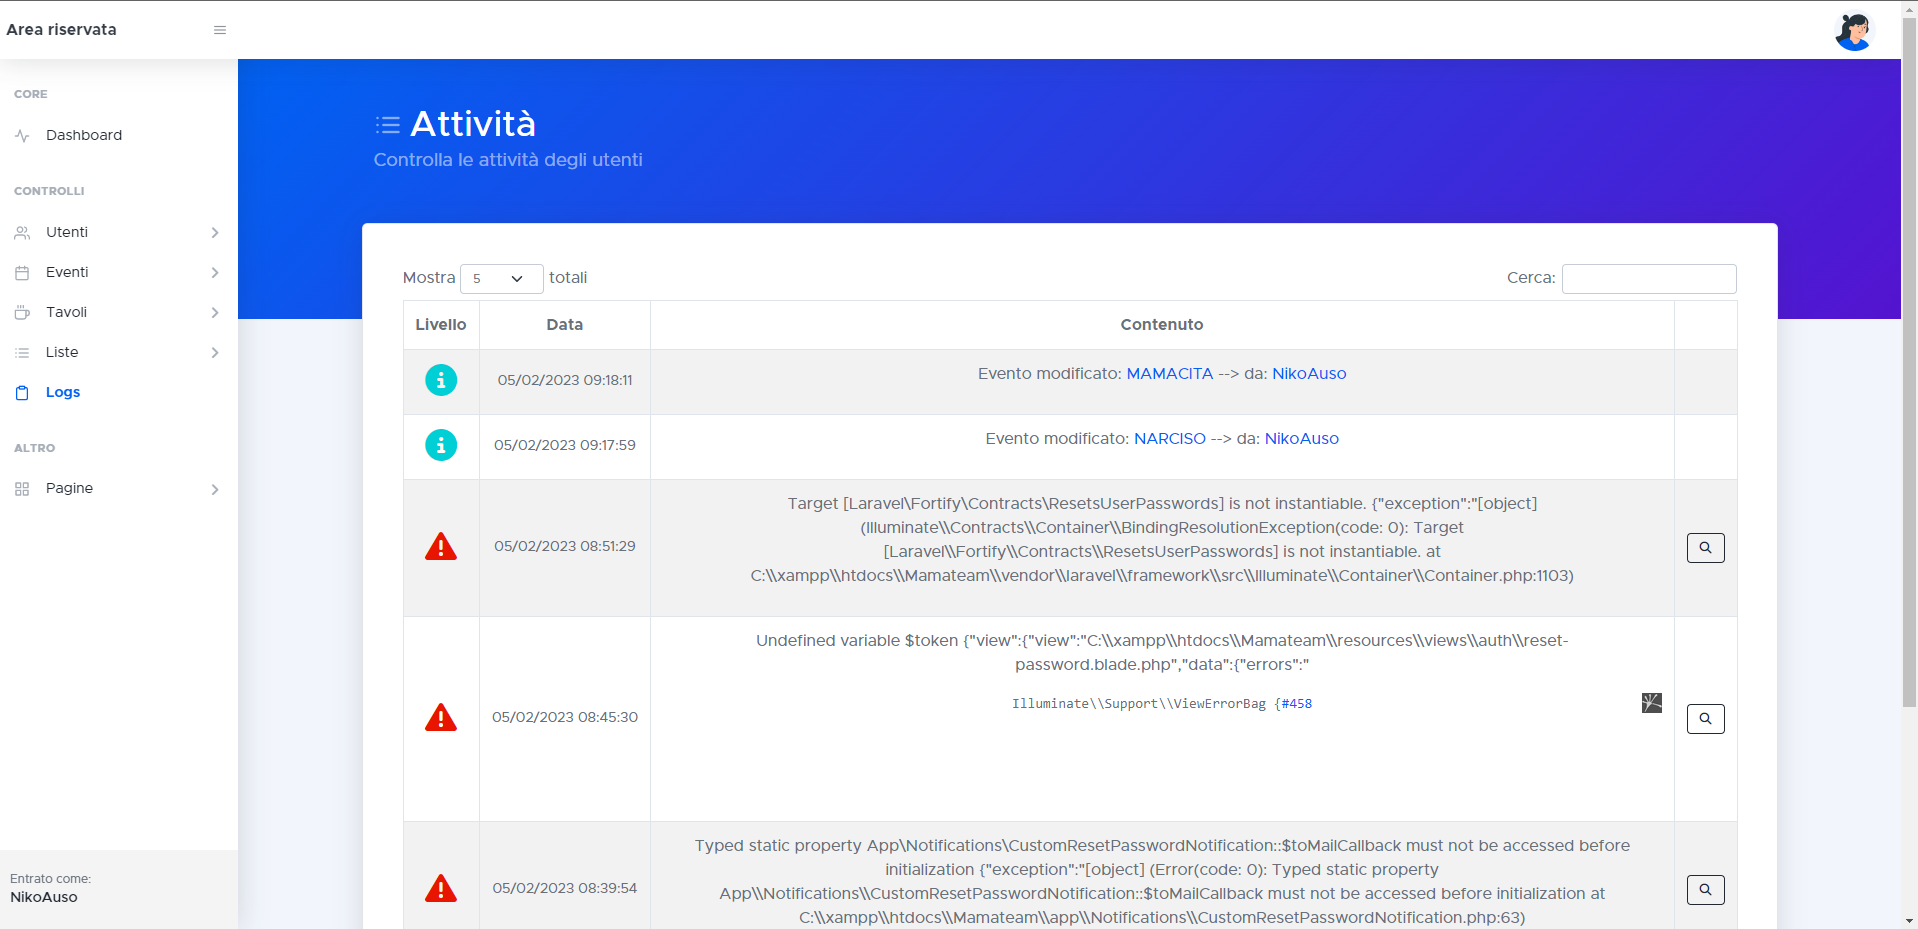 Area riservata
CORE
Dashboard
CONTROLLI
Utenti
Eventi
Tavoli
Liste
Logs
ALTRO
Pagine
Entrato come:
NikoAuso
Attività
Controlla le attività degli utenti
Mostra 5 totali
Cerca:
Livello Data Contenuto
05/02/2023 09:18:11 Evento modificato: MAMACITA --> da: NikoAuso
05/02/2023 09:17:59 Evento modificato: NARCISO --> da: NikoAuso
05/02/2023 08:51:29
Target [Laravel\Fortify\Contracts\ResetsUserPasswords] is not instantiable. {"exception":"[object]
(Illuminate\\Contracts\\Container\\BindingResolutionException(code: 0): Target
[Laravel\\Fortify\\Contracts\\ResetsUserPasswords] is not instantiable. at
C:\\xampp\\htdocs\\Mamateam\\vendor\\laravel\\framework\\src\\Illuminate\\Container\\Container.php:1103)
05/02/2023 08:45:30
Undefined variable $token {"view":{"view":"C:\\xampp\\htdocs\\Mamateam\\resources\\views\\auth\\reset-
password.blade.php","data":{"errors":"
Illuminate\\Support\\ViewErrorBag {#458
05/02/2023 08:39:54
Typed static property App\Notifications\CustomResetPasswordNotification::$toMailCallback must not be accessed before
initialization {"exception":"[object] (Error(code: 0): Typed static property
App\\Notifications\\CustomResetPasswordNotification::$toMailCallback must not be accessed before initialization at
C:\\xampp\\htdocs\\Mamateam\\app\\Notifications\\CustomResetPasswordNotification.php:63)